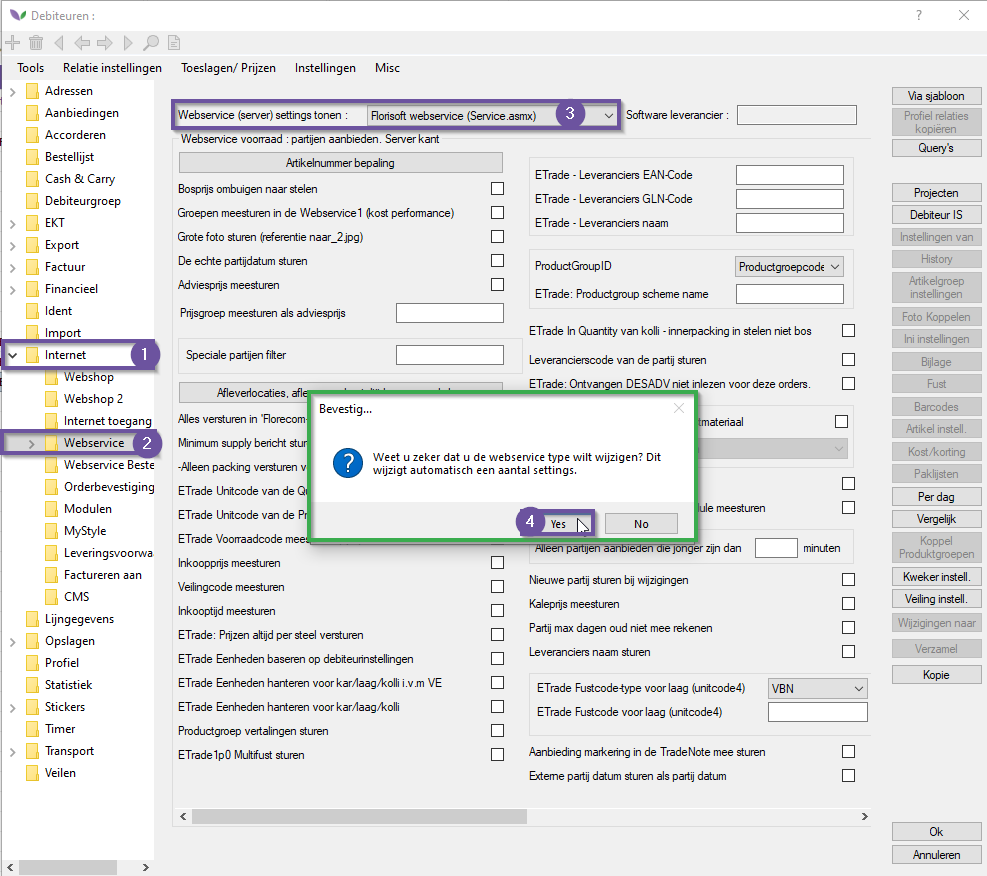 Debiteuren :
?
Tools Relatie instellingen Toeslagen/ Prijzen Instellingen Misc
Adressen
Aanbiedingen
Accorderen
Bestellijst
Cash & Carry
Debiteurgroep
EKT
Export
Factuur
Financieel
Ident
Import
Internet 1
Webshop
Webshop 2
Internet toegang
Webservice 2
Webservice Beste
Orderbevestiging
Modulen
MyStyle
Leveringsvoorwa
Factureren aan
CMS
Lijngegevens
Opslagen
Profiel
Statistiek
Stickers
Timer
Transport
Veilen
Webservice (server) settings tonen : Florisoft webservice (Service.asmx) 3
Software leverancier :
Webservice voorraad : partijen aanbieden. Server kant
Artikelnummer bepaling
Bosprijs ombuigen naar stelen
Groepen meesturen in de Webservice1 (kost performance)
Grote foto sturen (referentie naar_2.jpg)
De echte partijdatum sturen
Adviesprijs meesturen
Prijsgroep meesturen als adviesprijs
Speciale partijen filter
Alles versturen in 'Florecom-
Minimum supply bericht stur
-Alleen packing versturen v
ETrade Unitcode van de Qu
ETrade Unitcode van de Pr
ETrade Voorraadcode mees
Inkoopprijs meesturen
Veilingcode meesturen
Inkooptijd meesturen
ETrade: Prijzen altijd per steel versturen
ETrade Eenheden baseren op debiteurinstellingen
ETrade Eenheden hanteren voor kar/laag/kolli i.v.m VE
ETrade Eenheden hanteren voor kar/laag/kolli
Productgroep vertalingen sturen
ETrade1p0 Multifust sturen
ETrade - Leveranciers EAN-Code
ETrade - Leveranciers GLN-Code
ETrade - Leveranciers naam
ProductGroupID Productgroepcode
ETrade: Productgroup scheme name
ETrade In Quantity van kolli - innerpacking in stelen niet bos
Leverancierscode van de partij sturen
ETrade: Ontvangen DESADV niet inlezen voor deze orders.
tmateriaal
ule meesturen
Alleen partijen aanbieden die jonger zijn dan minuten
Nieuwe partij sturen bij wijzigingen
Kaleprijs meesturen
Partij max dagen oud niet mee rekenen
Leveranciers naam sturen
ETrade Fustcode-type voor laag (unitcode4) VBN
ETrade Fustcode voor laag (unitcode4)
Aanbieding markering in de TradeNote mee sturen
Externe partij datum sturen als partij datum
Bevestig...
Weet u zeker dat u de webservice type wilt wijzigen? Dit
wijzigt automatisch een aantal settings.
4 Yes No
Via sjabloon
Profiel relaties
kopiëren
Query's
Projecten
Debiteur IS
Instellingen van
History
Artikelgroep
instellingen
Foto Koppelen
Ini instellingen
Bijlage
Fust
Barcodes
Artikel instell.
Kost/korting
Paklijsten
Per dag
Vergelijk
Koppel
Produktgroepen
Kweker instell.
Veiling instell.
Wijzigingen naar
Verzamel
Kopie
Ok
Annuleren